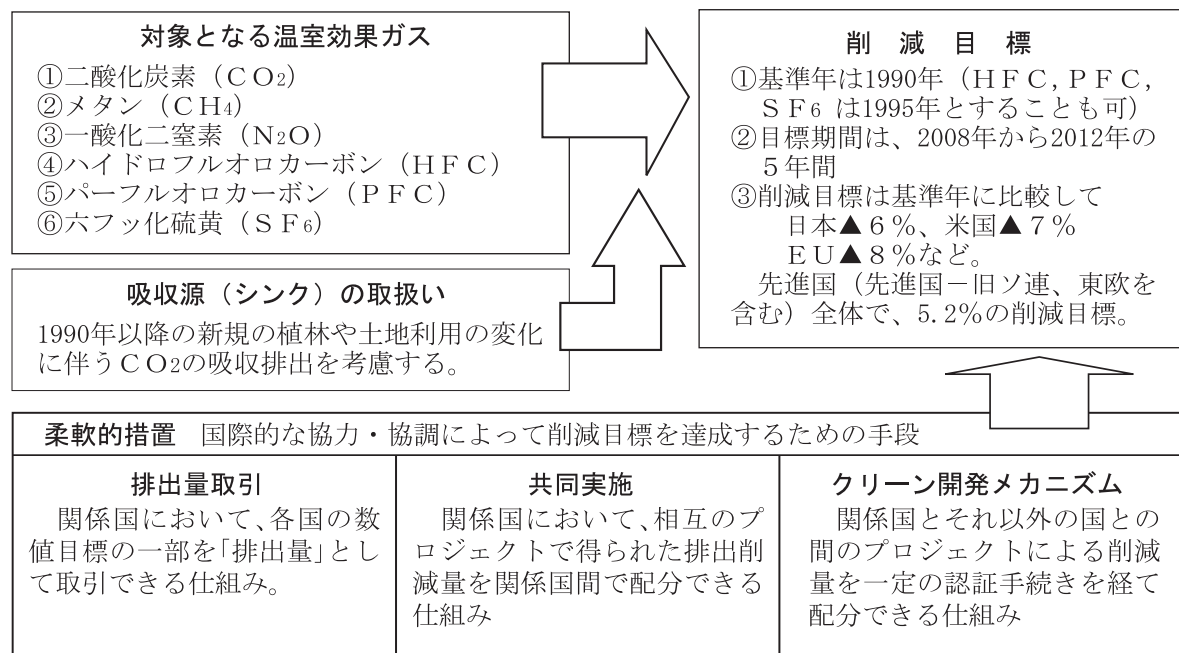 対象となる温室効果ガス
①二酸化炭素（ＣＯ₂）
②メタン（ＣＨ₄）
③一酸化二窒素（Ｎ₂Ｏ）
④ハイドロフルオロカーボン（ＨＦＣ）
⑤パーフルオロカーボン（ＰＦＣ）
⑥六フッ化硫黄（ＳＦ₆）
吸収源（シンク）の取扱い
1990年以降の新規の植林や土地利用の変化
に伴うＣＯ₂の吸収排出を考慮する。
削　減　目　標
①基準年は1990年（ＨＦＣ，ＰＦＣ，
ＳＦ₆ は1995年とすることも可）
②目標期間は、2008年から2012年の
５年間
③削減目標は基準年に比較して
日本▲６％、米国▲７％
ＥＵ▲８％など。
先進国（先進国－旧ソ連、東欧を
含む）全体で、5.2％の削減目標。
柔軟的措置　国際的な協力・協調によって削減目標を達成するための手段
排出量取引
関係国において、各国の数
値目標の一部を「排出量」とし
て取引できる仕組み。
共同実施
関係国において、相互のプ
ロジェクトで得られた排出削
減量を関係国間で配分できる
仕組み
クリーン開発メカニズム
関係国とそれ以外の国との
間のプロジェクトによる削減
量を一定の認証手続きを経て
配分できる仕組み